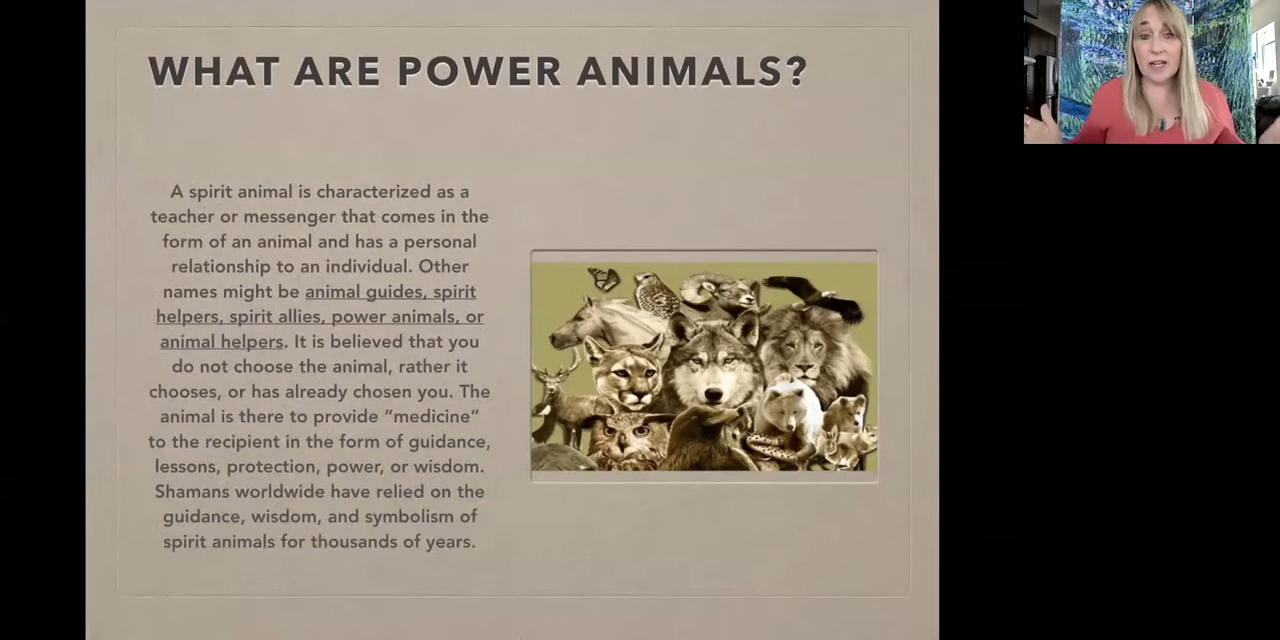 WHAT ARE POWER ANIMALS?
A spirit animal is characterized as a
teacher or messenger that comes in the
form of an animal and has a personal
relationship to an individual. Other
names might be animal guides, spirit
helpers, spirit allies, power animals, or
animal helpers. It is believed that you
do not choose the animal, rather it
chooses, or has already chosen you. The
animal is there to provide “medicine”
to the recipient in the form of guidance,
lessons, protection, power, or wisdom.
Shamans worldwide have relied on the
guidance, wisdom, and symbolism of
spirit animals for thousands of years.